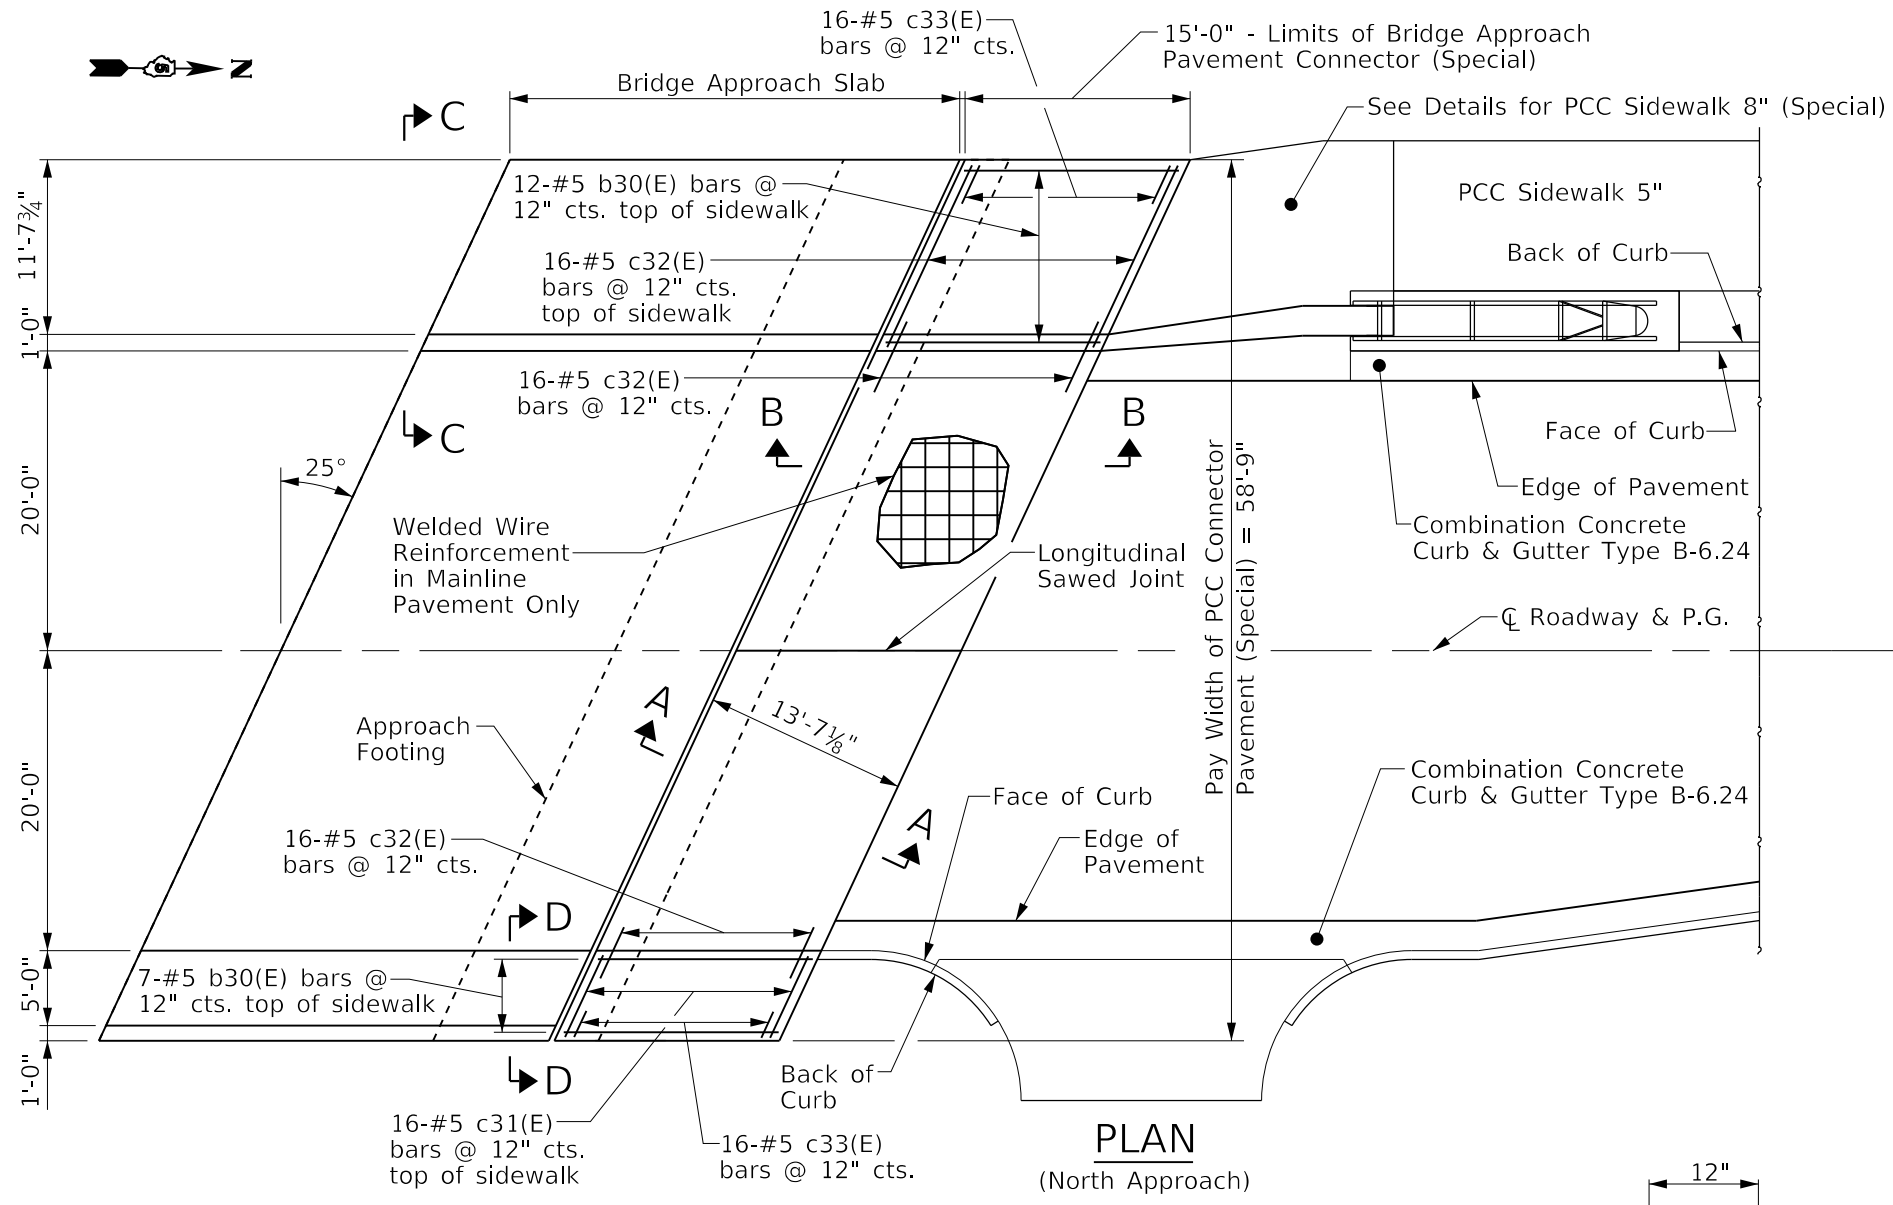 16-#5 c33(E)
bars @ 12" cts.
15'-0" - Limits of Bridge Approach
Pavement Connector (Special)
N
Bridge Approach Slab
See Details for PCC Sidewalk 8" (Special)
C
12-#5 b30(E) bars @
12" cts. top of sidewalk
PCC Sidewalk 5"
11'-7¾"
Back of Curb
16-#5 c32(E)
bars @ 12" cts.
top of sidewalk
1'-0"
16-#5 c32(E)
bars @ 12" cts.
B
B
C
Face of Curb
25°
Edge of Pavement
20'-0"
Welded Wire
Reinforcement
in Mainline
Pavement Only
Longitudinal
Sawed Joint
Combination Concrete
Curb & Gutter Type B-6.24
Pay Width of PCC Connector
Pavement (Special) = 58'-9"
℄ Roadway & P.G.
A
13'-7⅛"
Approach
Footing
20'-0"
Combination Concrete
Curb & Gutter Type B-6.24
Face of Curb
A
16-#5 c32(E)
bars @ 12" cts.
Edge of
Pavement
D
7-#5 b30(E) bars @
12" cts. top of sidewalk
5'-0"
1'-0"
D
Back of
Curb
16-#5 c31(E)
bars @ 12" cts.
top of sidewalk
16-#5 c33(E)
bars @ 12" cts.
PLAN
(North Approach)
12"